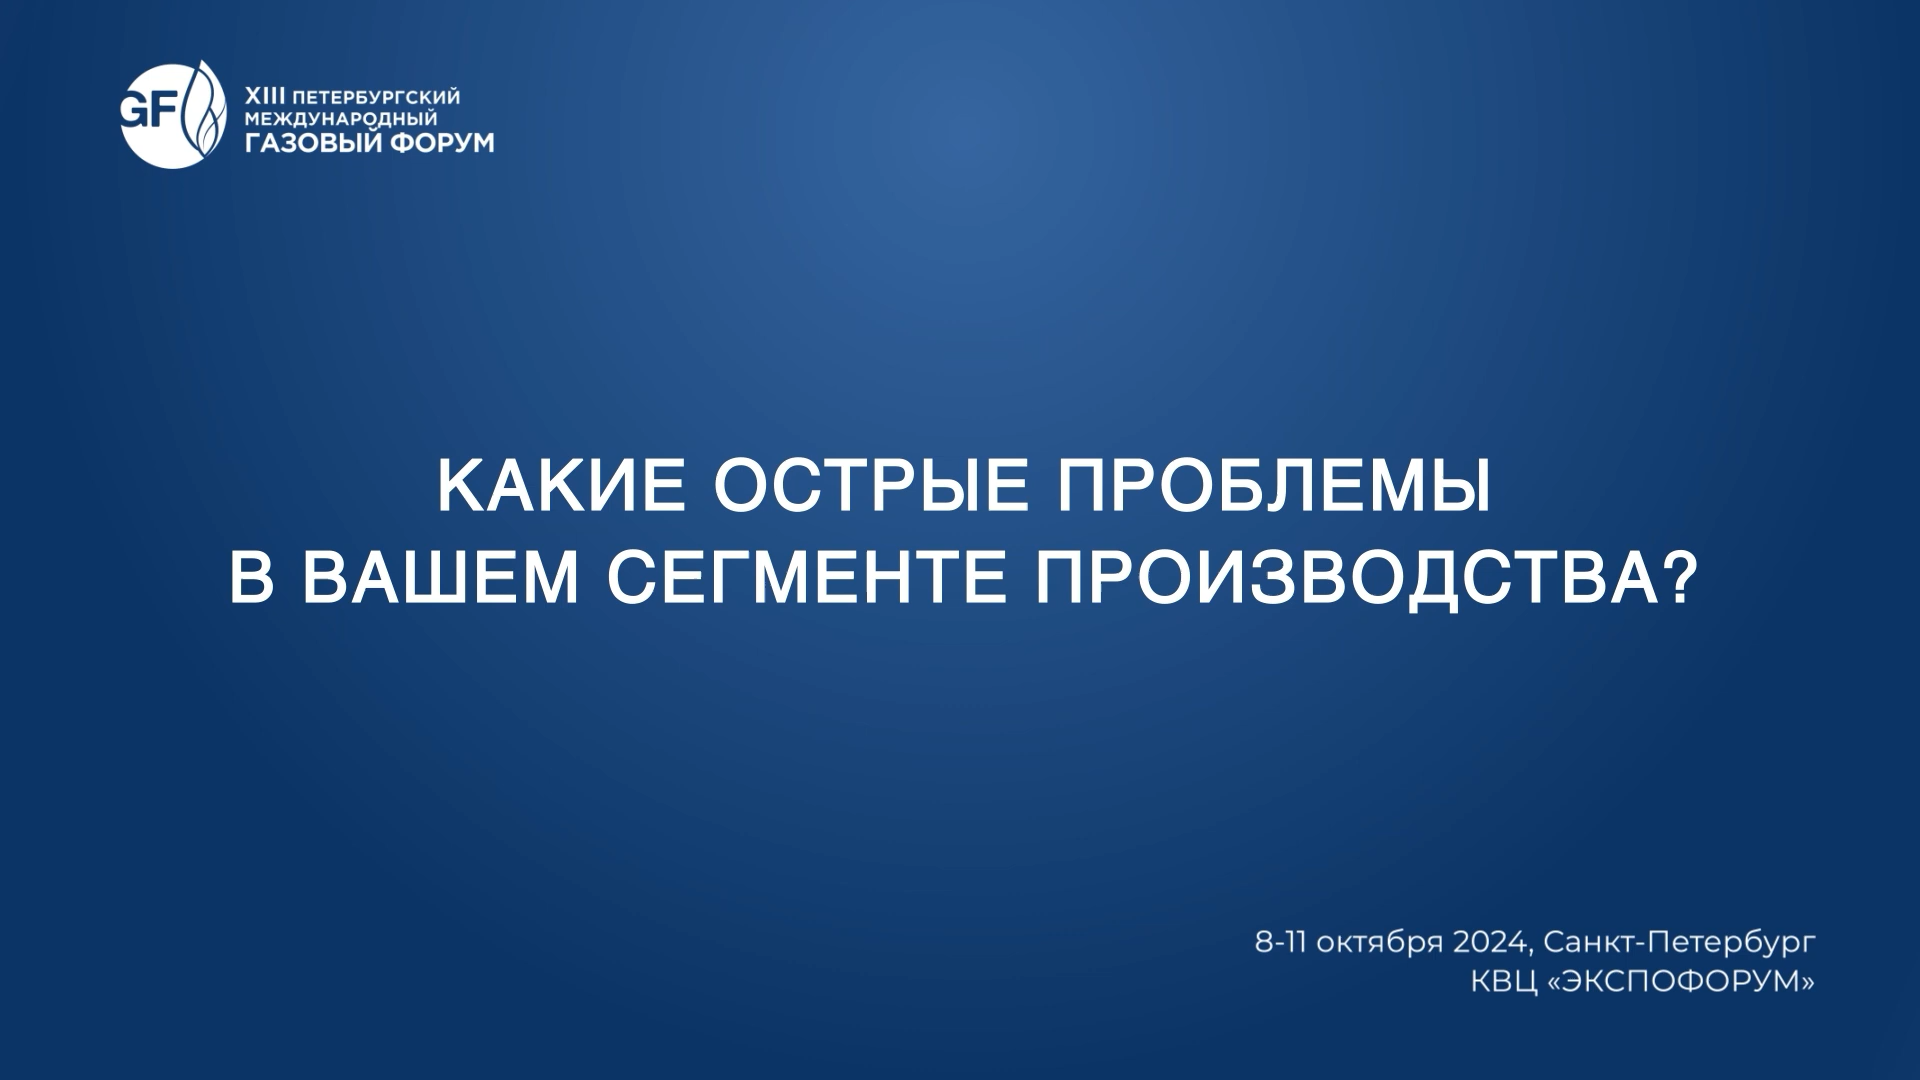 GF
XIII ПЕТЕРБУРГСКИЙ
МЕЖДУНАРОДНЫЙ
ГАЗОВЫЙ ФОРУМ
КАКИЕ ОСТРЫЕ ПРОБЛЕМЫ
В ВАШЕМ СЕГМЕНТЕ ПРОИЗВОДСТВА?
8-11 октября 2024, Санкт-Петербург
КВЦ «ЭКСПОФОРУМ»